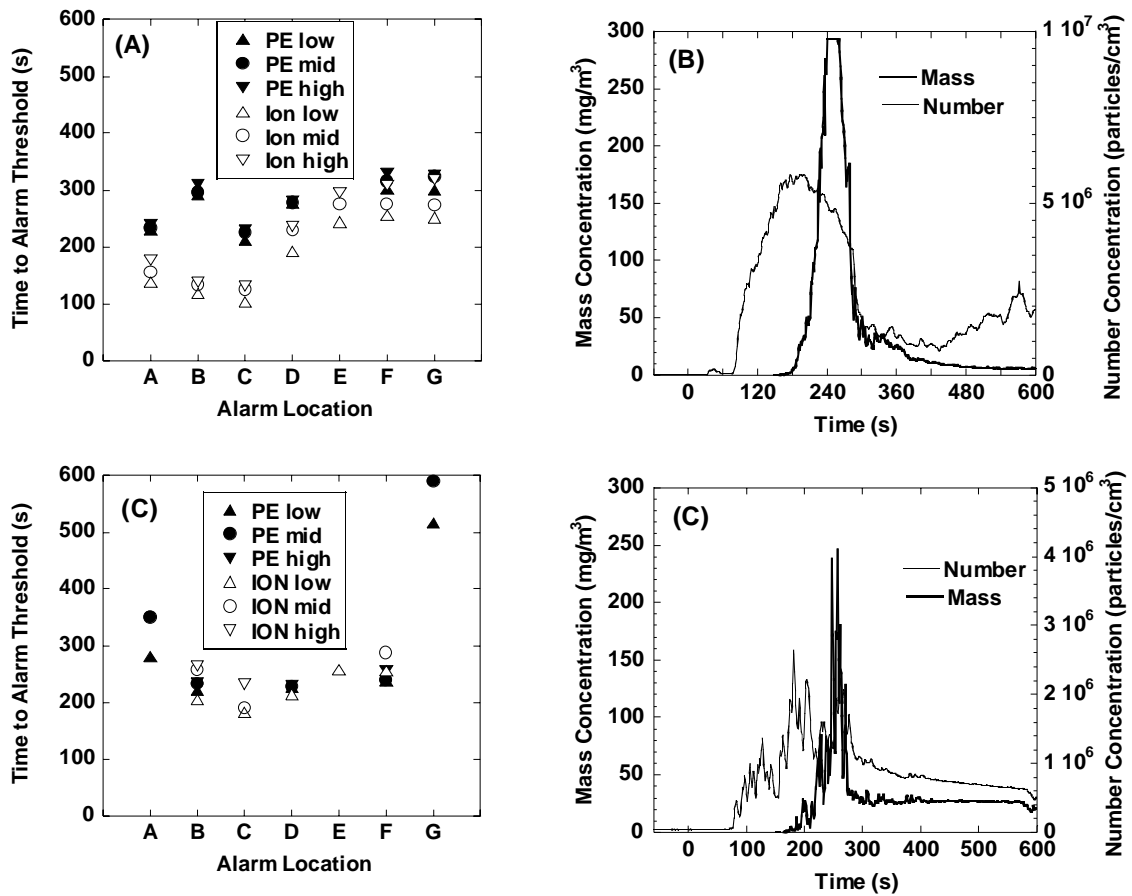 (A)
PE low
PE mid
PE high
Ion low
Ion mid
Ion high
Time to Alarm Threshold (s)
600
500
400
300
200
100
0
A B C D E F G
Alarm Location
(B)
Mass
Number
Mass Concentration (mg/m³)
300
250
200
150
100
50
0
1 10⁷
5 10⁶
0
Number Concentration (particles/cm³)
0 120 240 360 480 600
Time (s)
(C)
PE low
PE mid
PE high
ION low
ION mid
ION high
Time to Alarm Threshold (s)
600
500
400
300
200
100
0
A B C D E F G
Alarm Location
(C)
Number
Mass
Mass Concentration (mg/m³)
300
250
200
150
100
50
0
5 10⁶
4 10⁶
3 10⁶
2 10⁶
1 10⁶
0
Number Concentration (particles/cm³)
0 100 200 300 400 500 600
Time (s)